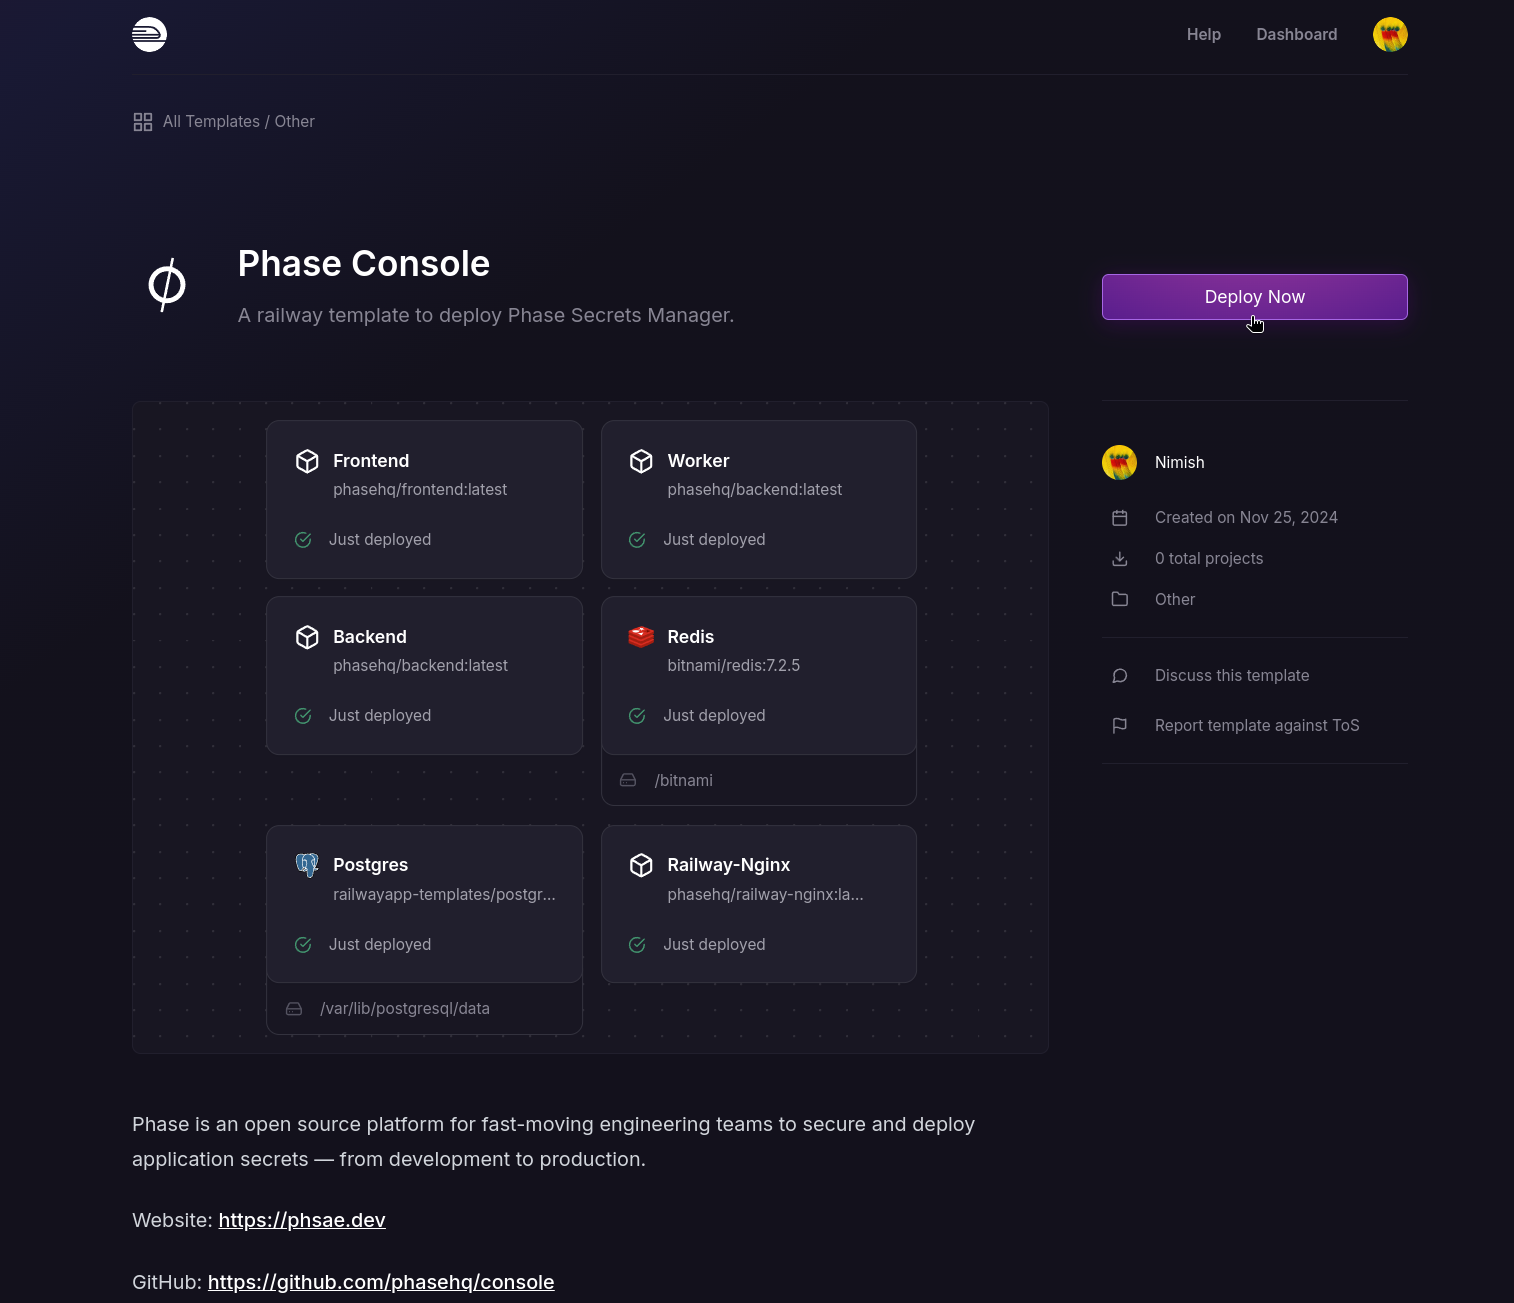 Help
Dashboard
All Templates / Other
Phase Console
A railway template to deploy Phase Secrets Manager.
Deploy Now
Frontend
phasehq/frontend:latest
Just deployed
Worker
phasehq/backend:latest
Just deployed
Backend
phasehq/backend:latest
Just deployed
Redis
bitnami/redis:7.2.5
Just deployed
/bitnami
Postgres
railwayapp-templates/postgr...
Just deployed
/var/lib/postgresql/data
Railway-Nginx
phasehq/railway-nginx:la...
Just deployed
Nimish
Created on Nov 25, 2024
0 total projects
Other
Discuss this template
Report template against ToS
Phase is an open source platform for fast-moving engineering teams to secure and deploy
application secrets — from development to production.
Website: https://phsae.dev
GitHub: https://github.com/phasehq/console